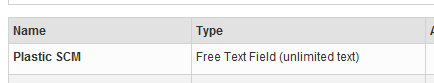 Name Type
Plastic SCM Free Text Field (unlimited text)